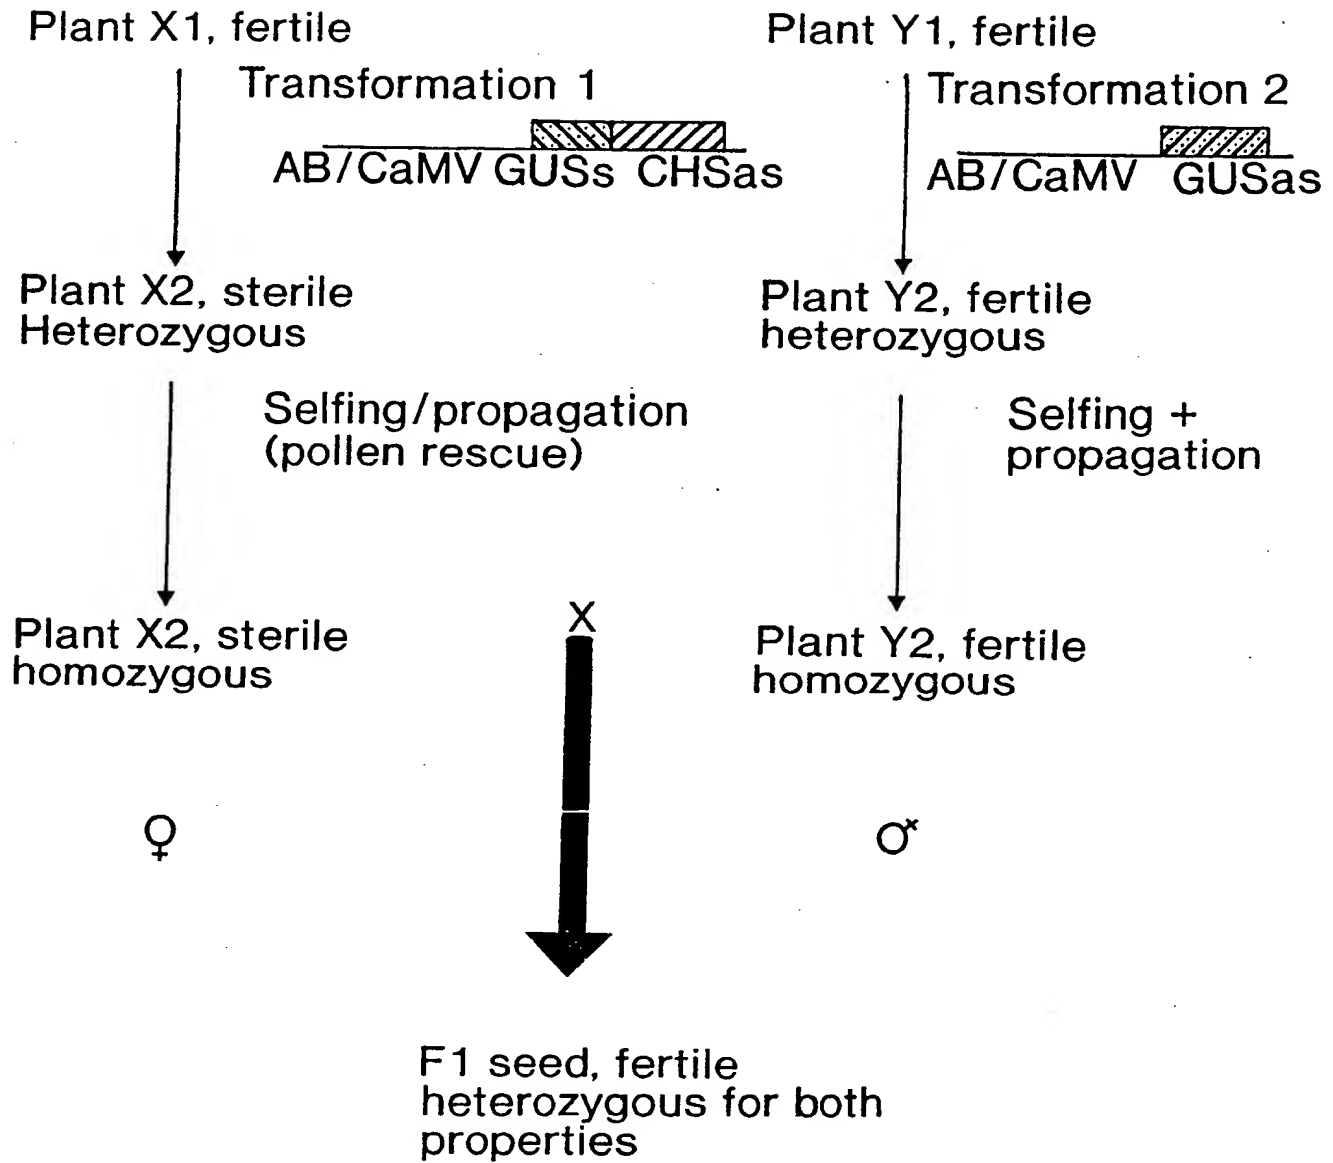 Plant X1, fertile
Transformation 1
AB/CaMV GUSs CHSas
Plant X2, sterile
Heterozygous
Selfing/propagation
(pollen rescue)
Plant X2, sterile
homozygous
♀
Plant Y1, fertile
Transformation 2
AB/CaMV GUSas
Plant Y2, fertile
heterozygous
Selfing +
propagation
Plant Y2, fertile
homozygous
♂
X
F1 seed, fertile
heterozygous for both
properties